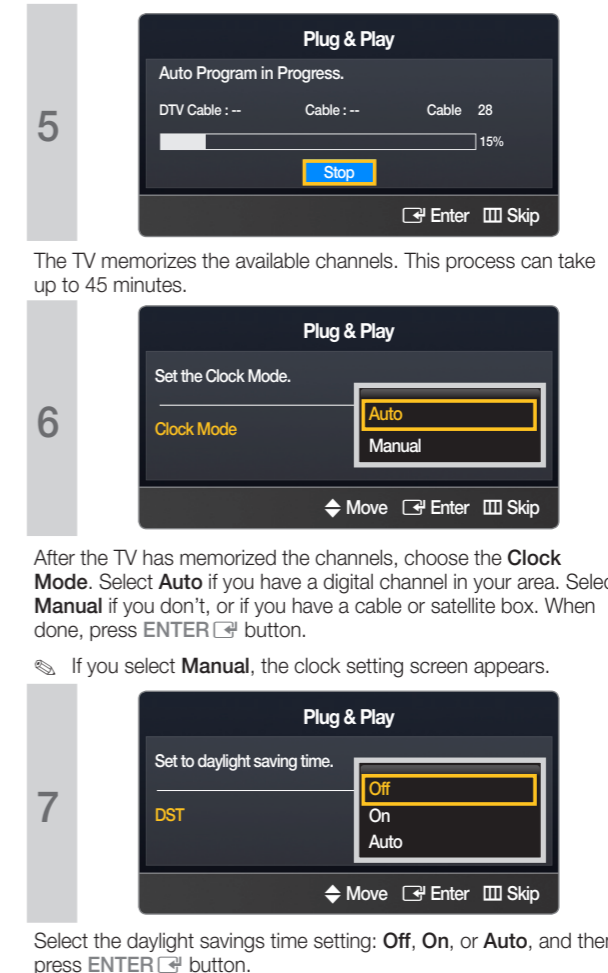 5
Plug & Play
Auto Program in Progress.
DTV Cable : -- Cable : -- Cable 28
15%
Stop
Enter Skip
The TV memorizes the available channels. This process can take
up to 45 minutes.
6
Plug & Play
Set the Clock Mode.
Clock Mode
Auto
Manual
Move Enter Skip
After the TV has memorized the channels, choose the Clock
Mode. Select Auto if you have a digital channel in your area. Selec
Manual if you don't, or if you have a cable or satellite box. When
done, press ENTER button.
If you select Manual, the clock setting screen appears.
7
Plug & Play
Set to daylight saving time.
DST
Off
On
Auto
Move Enter Skip
Select the daylight savings time setting: Off, On, or Auto, and then
press ENTER button.